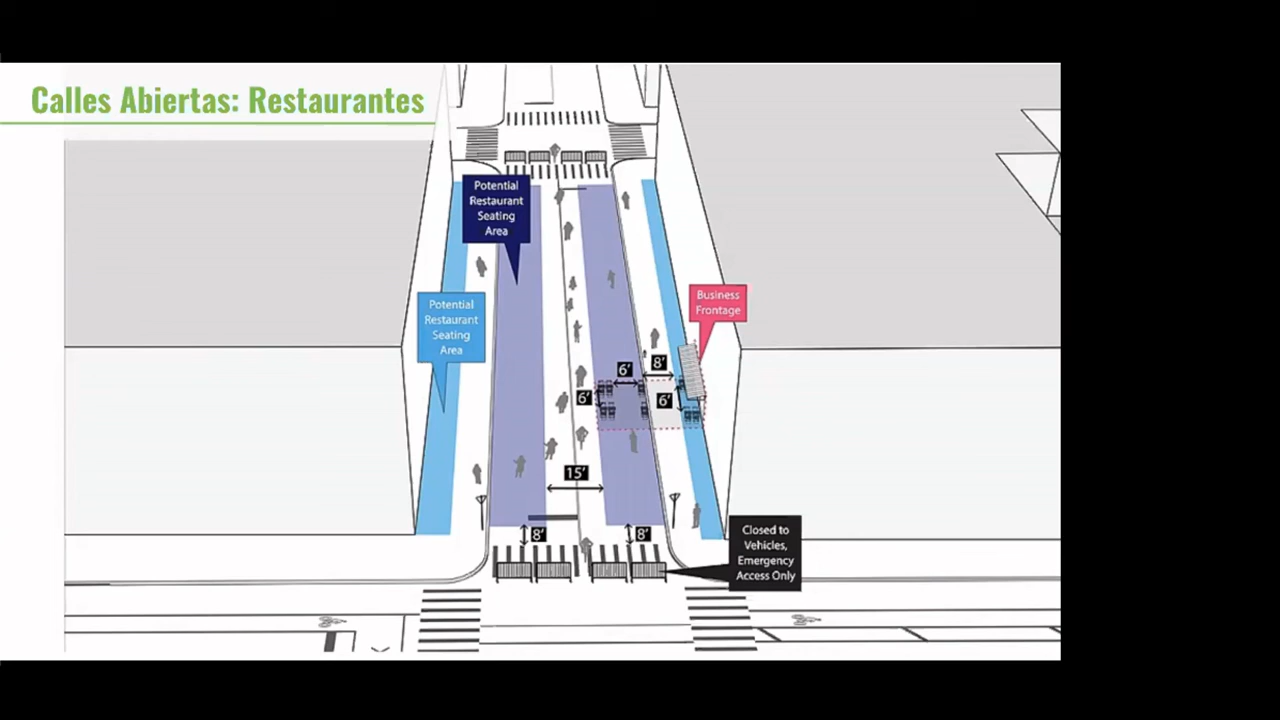 Calles Abiertas: Restaurantes
Potential
Restaurant
Seating
Area
Potential
Restaurant
Seating
Area
Business
Frontage
6'
8'
6'
6'
15'
8'
8'
Closed to
Vehicles,
Emergency
Access Only